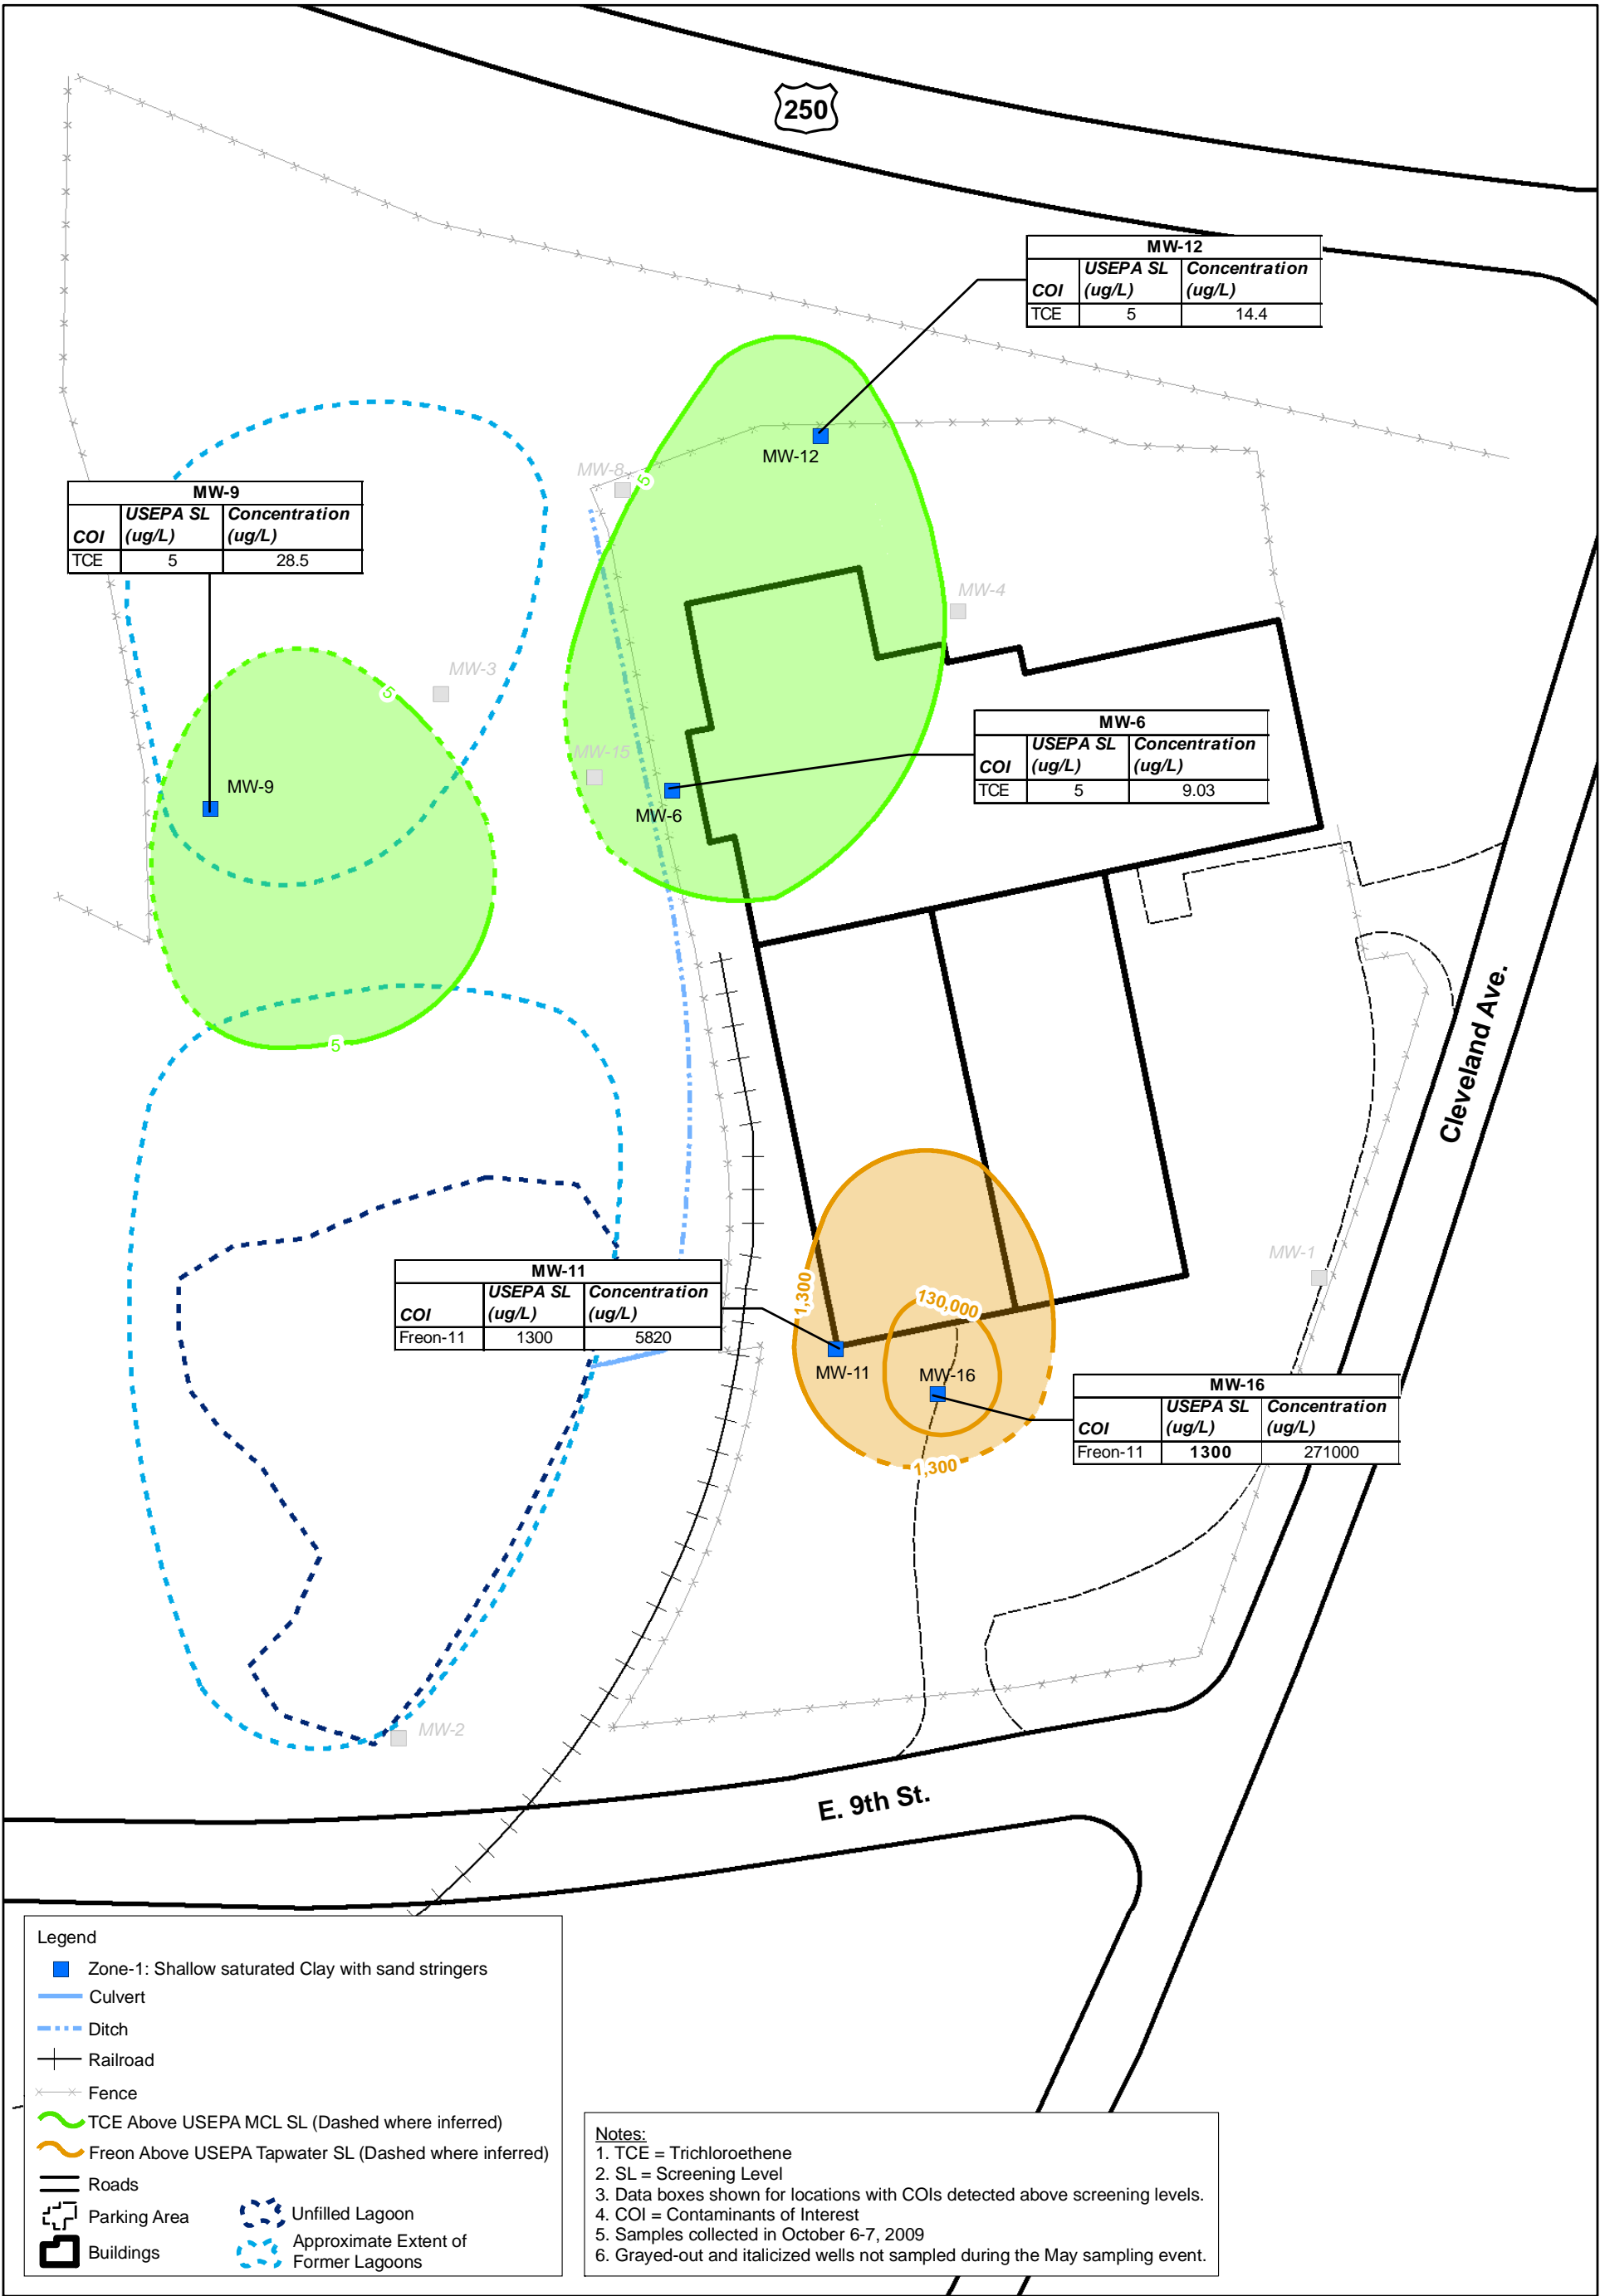 250
MW-12
COI USEPA SL (ug/L) Concentration (ug/L)
TCE 5 14.4
MW-12
MW-8
5
MW-9
COI USEPA SL (ug/L) Concentration (ug/L)
TCE 5 28.5
MW-4
MW-3
5
MW-6
COI USEPA SL (ug/L) Concentration (ug/L)
TCE 5 9.03
MW-15
MW-9
MW-6
5
Cleveland Ave.
MW-1
MW-11
COI USEPA SL (ug/L) Concentration (ug/L)
Freon-11 1300 5820
1,300
130,000
MW-11
MW-16
MW-16
COI USEPA SL (ug/L) Concentration (ug/L)
Freon-11 1300 271000
1,300
MW-2
E. 9th St.
Legend
Zone-1: Shallow saturated Clay with sand stringers
Culvert
Ditch
Railroad
Fence
TCE Above USEPA MCL SL (Dashed where inferred)
Freon Above USEPA Tapwater SL (Dashed where inferred)
Roads
Parking Area
Buildings
Unfilled Lagoon
Approximate Extent of
Former Lagoons
Notes:
1. TCE = Trichloroethene
2. SL = Screening Level
3. Data boxes shown for locations with COIs detected above screening levels.
4. COI = Contaminants of Interest
5. Samples collected in October 6-7, 2009
6. Grayed-out and italicized wells not sampled during the May sampling event.